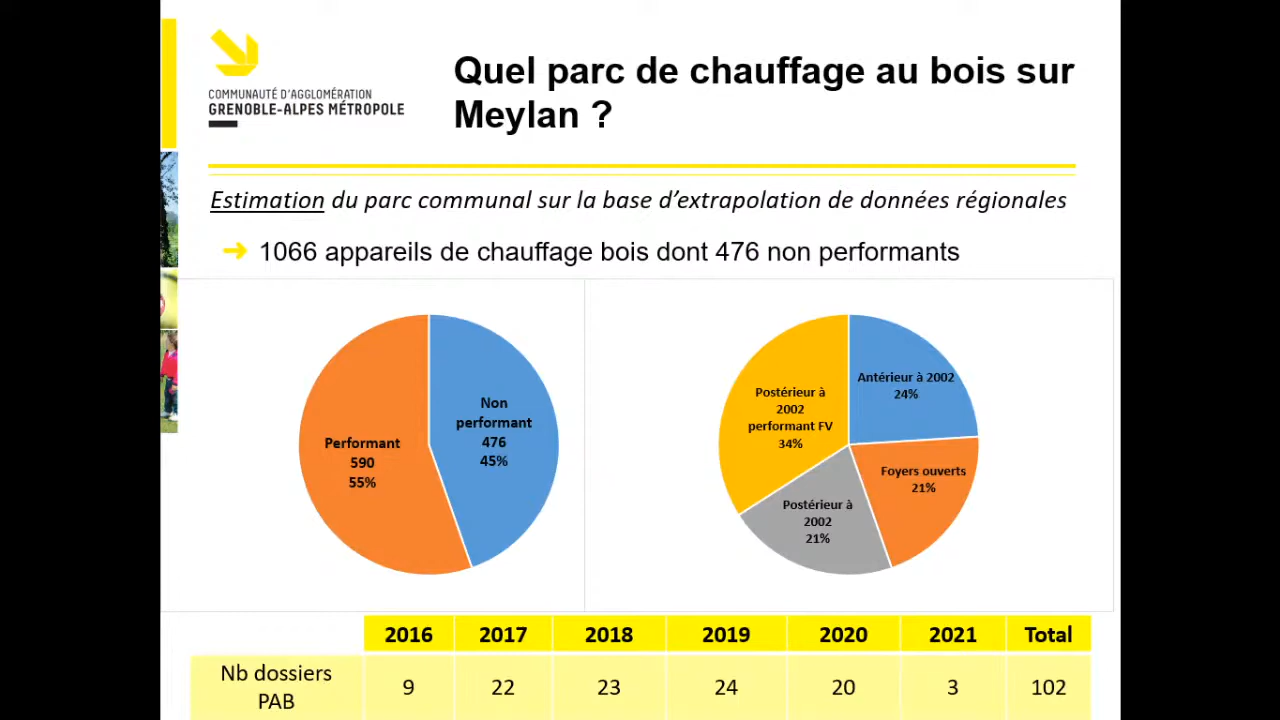 COMMUNAUTÉ D'AGGLOMÉRATION
GRENOBLE-ALPES MÉTROPOLE
Quel parc de chauffage au bois sur
Meylan ?
Estimation du parc communal sur la base d’extrapolation de données régionales
➜ 1066 appareils de chauffage bois dont 476 non performants
Performant
590
55%
Non
performant
476
45%
Postérieur à
2002
performant FV
34%
Antérieur à 2002
24%
Foyers ouverts
21%
Postérieur à
2002
21%
2016 2017 2018 2019 2020 2021 Total
Nb dossiers
PAB
9 22 23 24 20 3 102